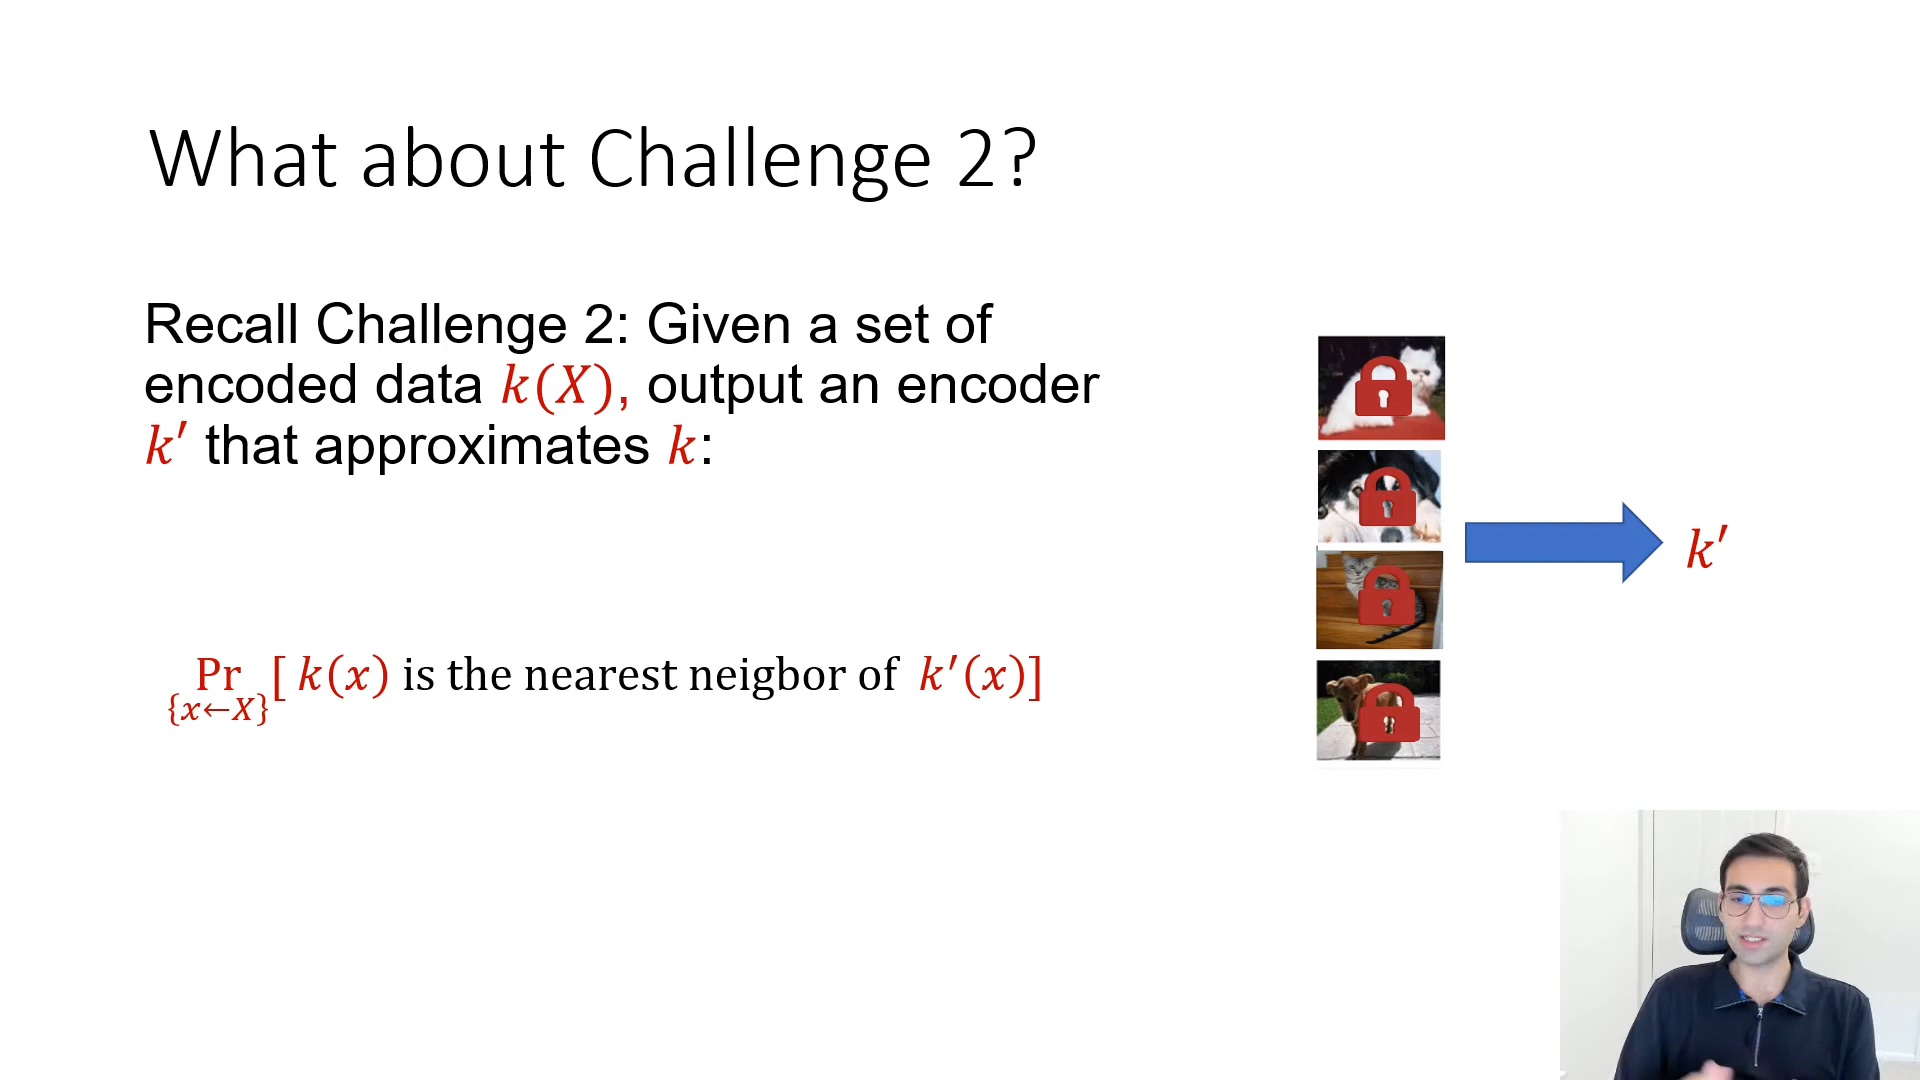 What about Challenge 2?
Recall Challenge 2: Given a set of
encoded data k(X), output an encoder
k′ that approximates k:
k′
Pr [ k(x) is the nearest neigbor of k′(x)]
{x←X}